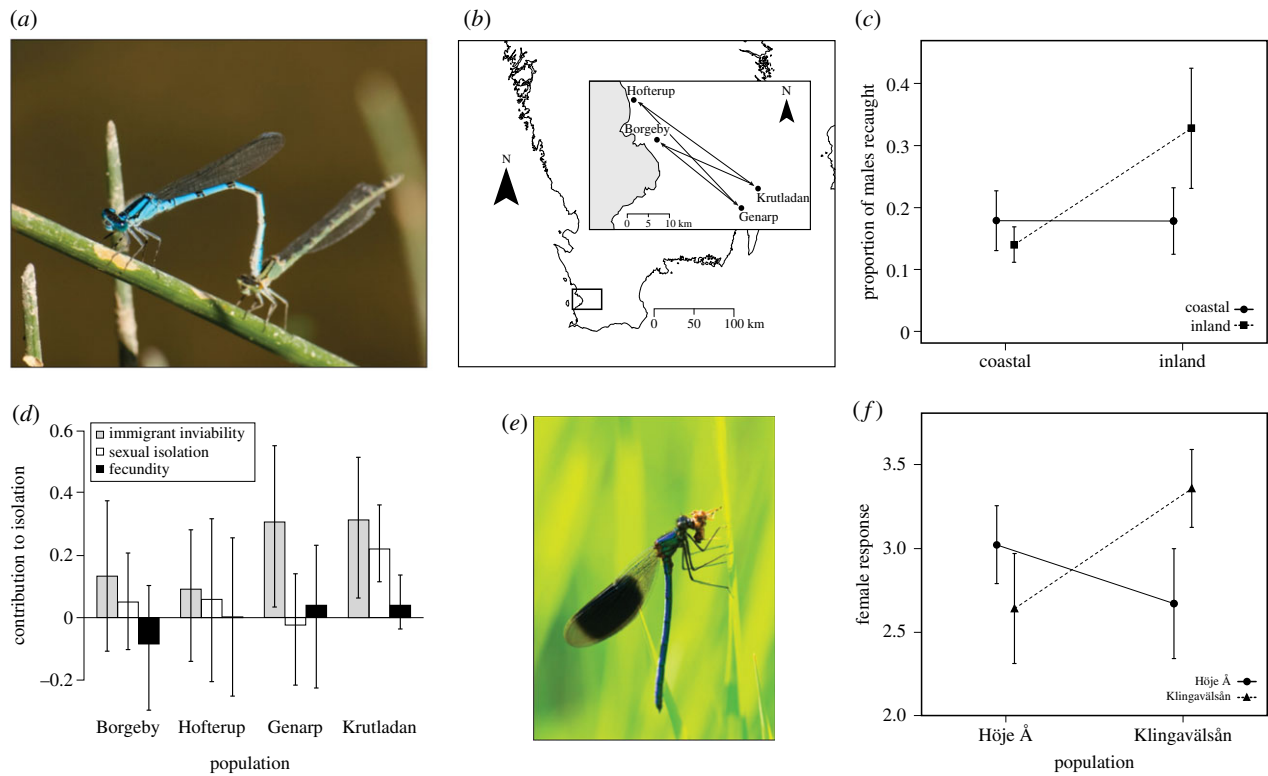 (a)
(b)
N
Hofterup
Borgeby
N
Krutladan
Genarp
0 5 10 km
0 50 100 km
(c)
proportion of males recaught
0.4
0.3
0.2
0.1
0
coastal
inland
coastal
inland
(d)
contribution to isolation
0.6
0.4
0.2
0
–0.2
immigrant inviability
sexual isolation
fecundity
Borgeby Hofterup Genarp Krutladan
population
(e)
(f)
female response
3.5
3.0
2.5
2.0
Höje Å
Klingavälsån
Höje Å Klingavälsån
population